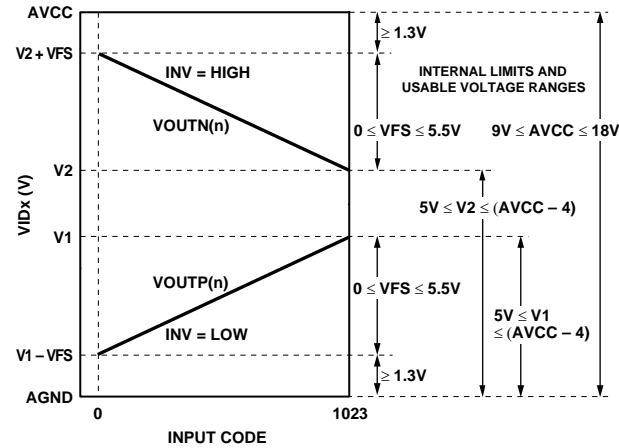 AVCC
≥ 1.3V
V2 + VFS
INV = HIGH
INTERNAL LIMITS AND
USABLE VOLTAGE RANGES
VOUTN(n)
0 ≤ VFS ≤ 5.5V
9V ≤ AVCC ≤ 18V
V2
VIDx (V)
5V ≤ V2 ≤ (AVCC – 4)
V1
VOUTP(n)
0 ≤ VFS ≤ 5.5V
5V ≤ V1
≤ (AVCC – 4)
INV = LOW
V1 – VFS
≥ 1.3V
AGND
0
1023
INPUT CODE